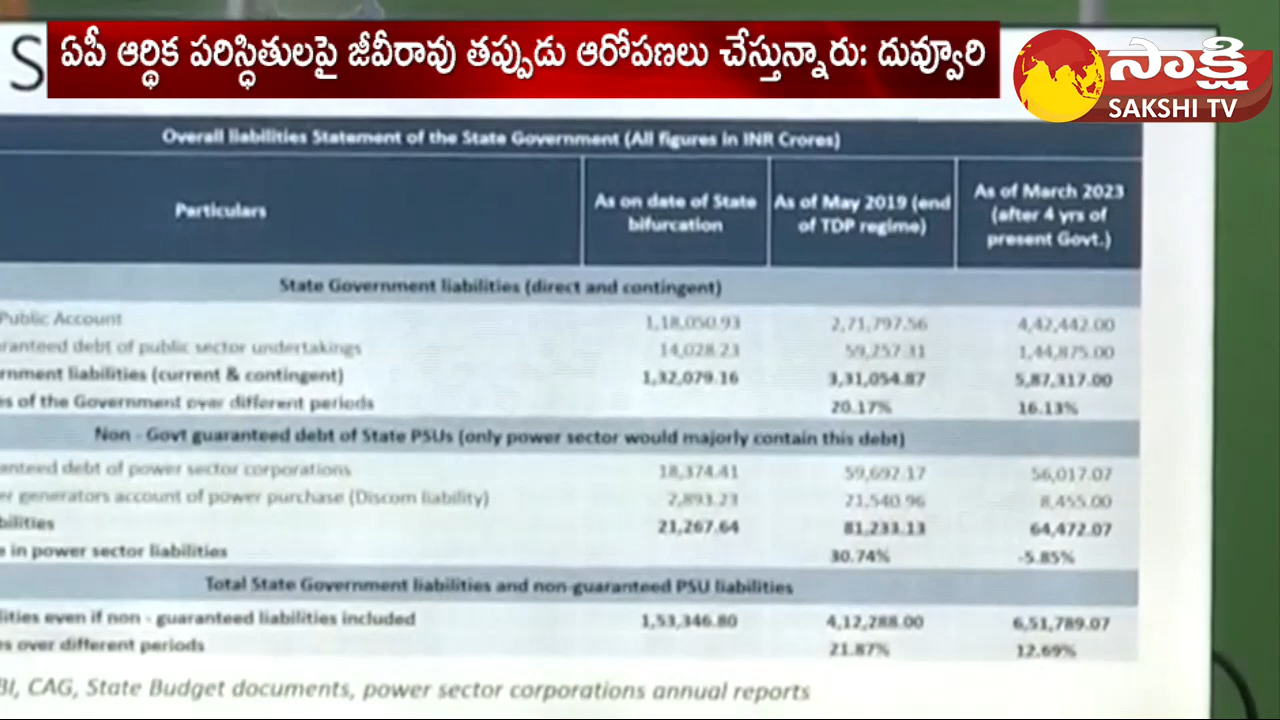 ఏపీ ఆర్థిక పరిస్థితులపై జీవీరావు తప్పుడు ఆరోపణలు చేస్తున్నారు: దువ్వూరి
సాక్షి
SAKSHI TV
S
Overall liabilities Statement of the State Government (All figures in INR Crores)
Particulars As on date of State bifurcation As of May 2019 (end of TDP regime) As of March 2023 (after 4 yrs of present Govt.)
State Government liabilities (direct and contingent)
Public Account 1,18,050.93 2,71,797.56 4,42,442.00
ranteed debt of public sector undertakings 14,028.23 59,257.31 1,44,875.00
rnment liabilities (current & contingent) 1,32,079.16 3,31,054.87 5,87,317.00
es of the Government over different periods 20.17% 16.13%
Non - Govt guaranteed debt of State PSUs (only power sector would majorly contain this debt)
anteed debt of power sector corporations 18,374.41 59,692.17 56,017.07
er generators account of power purchase (Discom liability) 2,893.23 21,540.96 8,455.00
bilities 21,267.64 81,233.13 64,472.07
e in power sector liabilities 30.74% -5.85%
Total State Government liabilities and non-guaranteed PSU liabilities
lities even if non - guaranteed liabilities included 1,53,346.80 4,12,288.00 6,51,789.07
es over different periods 21.87% 12.69%
BI, CAG, State Budget documents, power sector corporations annual reports